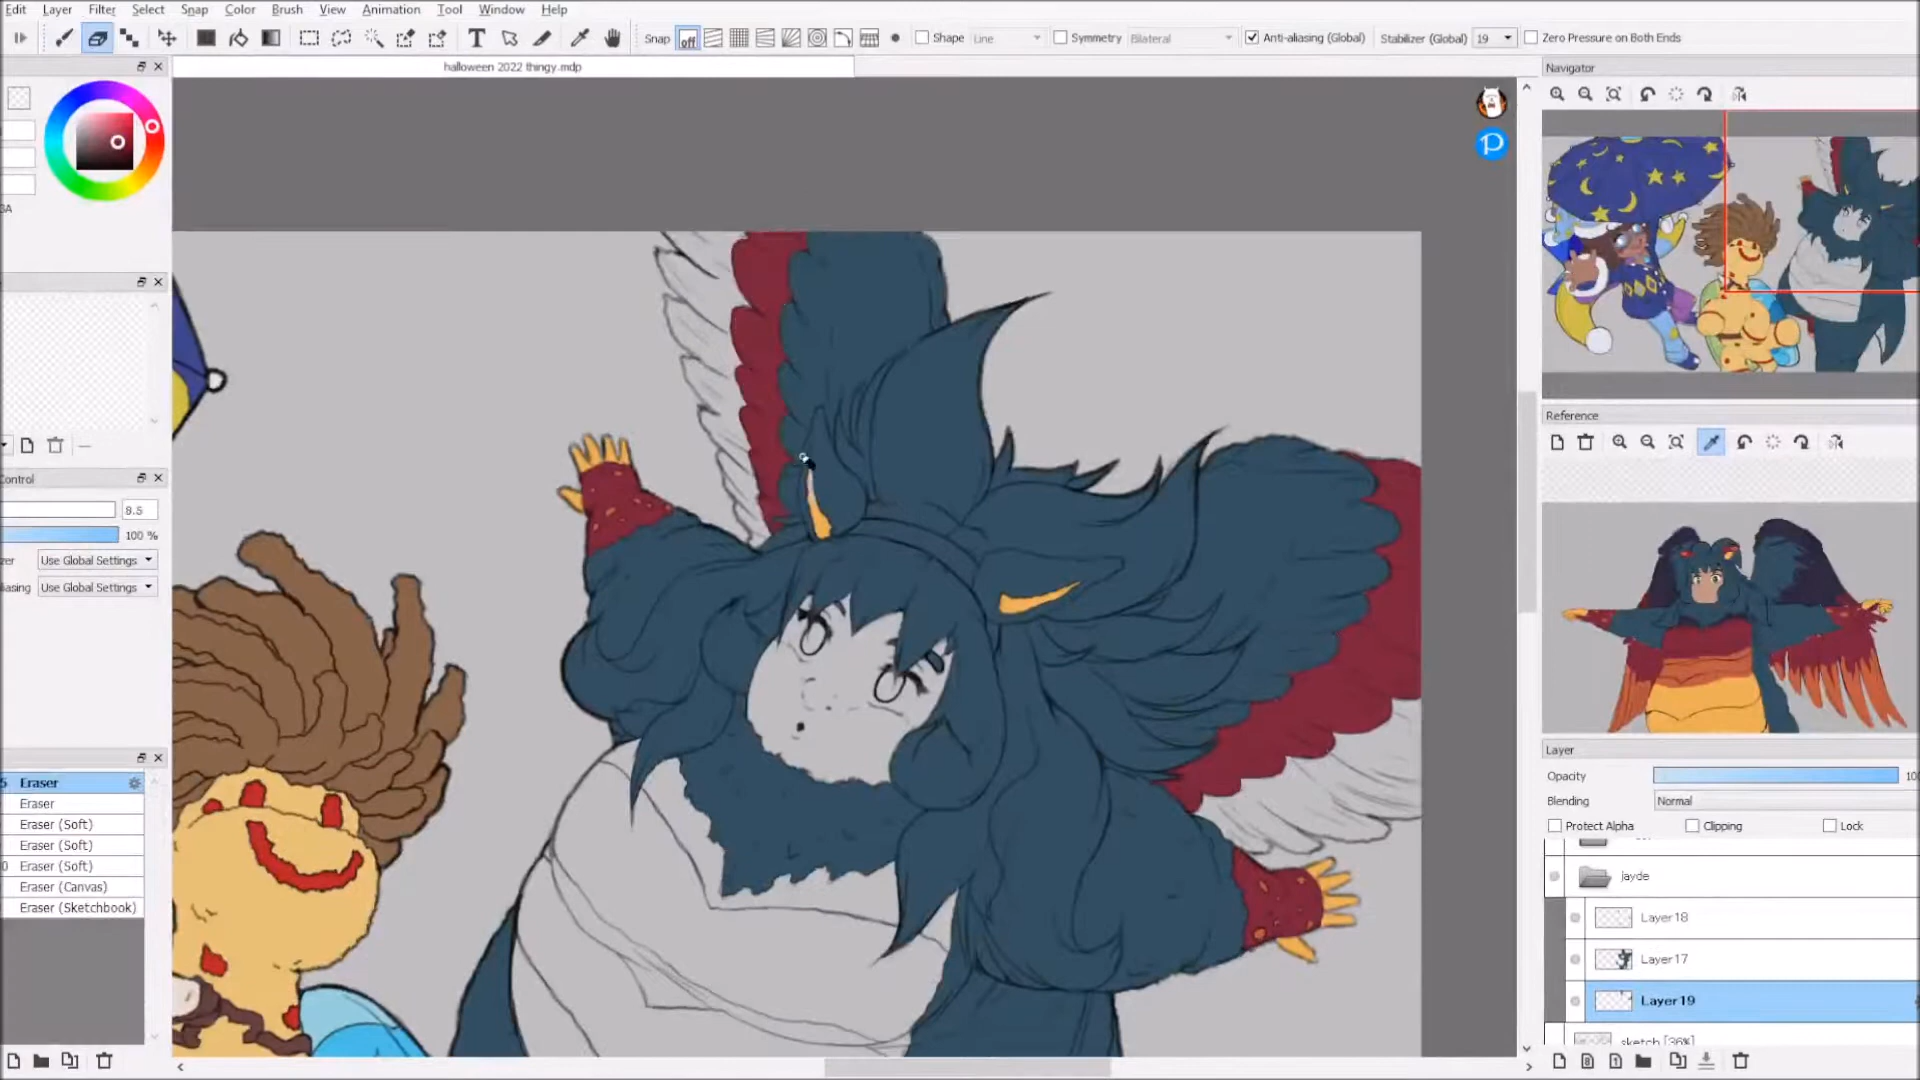 Edit Layer Filter Select Snap Color Brush View Animation Tool Window Help
Snap off Shape Line Symmetry Bilateral Anti-aliasing (Global) Stabilizer (Global) 19 Zero Pressure on Both Ends
halloween 2022 thingy.mdp
Navigator
Reference
Control
8.5
100 %
Use Global Settings
Use Global Settings
Eraser
Eraser
Eraser (Soft)
Eraser (Soft)
Eraser (Soft)
Eraser (Canvas)
Eraser (Sketchbook)
Layer
Opacity
Blending Normal
Protect Alpha Clipping Lock
jayde
Layer18
Layer17
Layer19
sketch [36%]